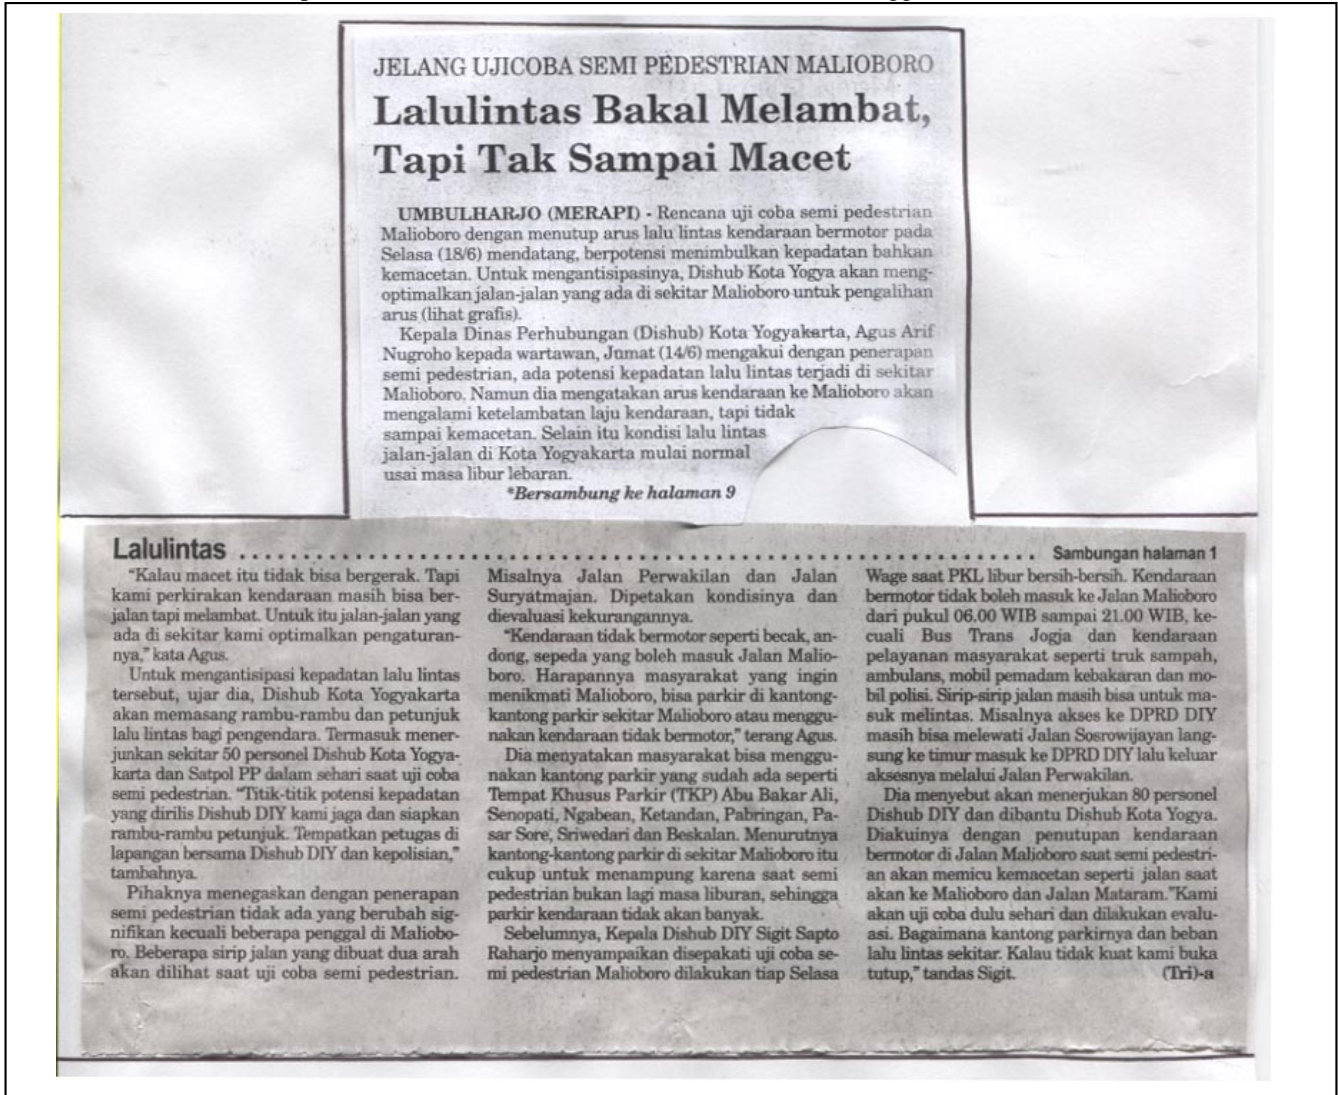 JELANG UJICOBA SEMI PEDESTRIAN MALIOBORO
Lalulintas Bakal Melambat,
Tapi Tak Sampai Macet
UMBULHARJO (MERAPI) - Rencana uji coba semi pedestrian
Malioboro dengan menutup arus lalu lintas kendaraan bermotor pada
Selasa (18/6) mendatang, berpotensi menimbulkan kepadatan bahkan
kemacetan. Untuk mengantisipasinya, Dishub Kota Yogya akan meng-
optimalkan jalan-jalan yang ada di sekitar Malioboro untuk pengalihan
arus (lihat grafis).
Kepala Dinas Perhubungan (Dishub) Kota Yogyakarta, Agus Arif
Nugroho kepada wartawan, Jumat (14/6) mengakui dengan penerapan
semi pedestrian, ada potensi kepadatan lalu lintas terjadi di sekitar
Malioboro. Namun dia mengatakan arus kendaraan ke Malioboro akan
mengalami ketelambatan laju kendaraan, tapi tidak
sampai kemacetan. Selain itu kondisi lalu lintas
jalan-jalan di Kota Yogyakarta mulai normal
usai masa libur lebaran.
*Bersambung ke halaman 9
Lalulintas . . . . . . . . . . . . . . . . . . . . . . . . . . . . . . Sambungan halaman 1
"Kalau macet itu tidak bisa bergerak. Tapi
kami perkirakan kendaraan masih bisa ber-
jalan tapi melambat. Untuk itu jalan-jalan yang
ada di sekitar kami optimalkan pengaturan-
nya," kata Agus.
Untuk mengantisipasi kepadatan lalu lintas
tersebut, ujar dia, Dishub Kota Yogyakarta
akan memasang rambu-rambu dan petunjuk
lalu lintas bagi pengendara. Termasuk mener-
junkan sekitar 50 personel Dishub Kota Yogya-
karta dan Satpol PP dalam sehari saat uji coba
semi pedestrian. "Titik-titik potensi kepadatan
yang dirilis Dishub DIY kami jaga dan siapkan
rambu-rambu petunjuk. Tempatkan petugas di
lapangan bersama Dishub DIY dan kepolisian,"
tambahnya.
Pihaknya menegaskan dengan penerapan
semi pedestrian tidak ada yang berubah sig-
nifikan kecuali beberapa penggal di Maliobo-
ro. Beberapa sirip jalan yang dibuat dua arah
akan dilihat saat uji coba semi pedestrian.
Misalnya Jalan Perwakilan dan Jalan
Suryatmajan. Dipetakan kondisinya dan
dievaluasi kekurangannya.
"Kendaraan tidak bermotor seperti becak, an-
dong, sepeda yang boleh masuk Jalan Malio-
boro. Harapannya masyarakat yang ingin
menikmati Malioboro, bisa parkir di kantong-
kantong parkir sekitar Malioboro atau menggu-
nakan kendaraan tidak bermotor," terang Agus.
Dia menyatakan masyarakat bisa menggu-
nakan kantong parkir yang sudah ada seperti
Tempat Khusus Parkir (TKP) Abu Bakar Ali,
Senopati, Ngabean, Ketandan, Pabringan, Pa-
sar Sore, Sriwedari dan Beskalan. Menurutnya
kantong-kantong parkir di sekitar Malioboro itu
cukup untuk menampung karena saat semi
pedestrian bukan lagi masa liburan, sehingga
parkir kendaraan tidak akan banyak.
Sebelumnya, Kepala Dishub DIY Sigit Sapto
Raharjo menyampaikan disepakati uji coba se-
mi pedestrian Malioboro dilakukan tiap Selasa
Wage saat PKL libur bersih-bersih. Kendaraan
bermotor tidak boleh masuk ke Jalan Malioboro
dari pukul 06.00 WIB sampai 21.00 WIB, ke-
cuali Bus Trans Jogja dan kendaraan
pelayanan masyarakat seperti truk sampah,
ambulans, mobil pemadam kebakaran dan mo-
bil polisi. Sirip-sirip jalan masih bisa untuk ma-
suk melintas. Misalnya akses ke DPRD DIY
masih bisa melewati Jalan Sosrowijayan lang-
sung ke timur masuk ke DPRD DIY lalu keluar
aksesnya melalui Jalan Perwakilan.
Dia menyebut akan menerjukan 80 personel
Dishub DIY dan dibantu Dishub Kota Yogya.
Diakuinya dengan penutupan kendaraan
bermotor di Jalan Malioboro saat semi pedestri-
an akan memicu kemacetan seperti jalan saat
akan ke Malioboro dan Jalan Mataram."Kami
akan uji coba dulu sehari dan dilakukan evalu-
asi. Bagaimana kantong parkirnya dan beban
lalu lintas sekitar. Kalau tidak kuat kami buka
tutup," tandas Sigit. (Tri)-a